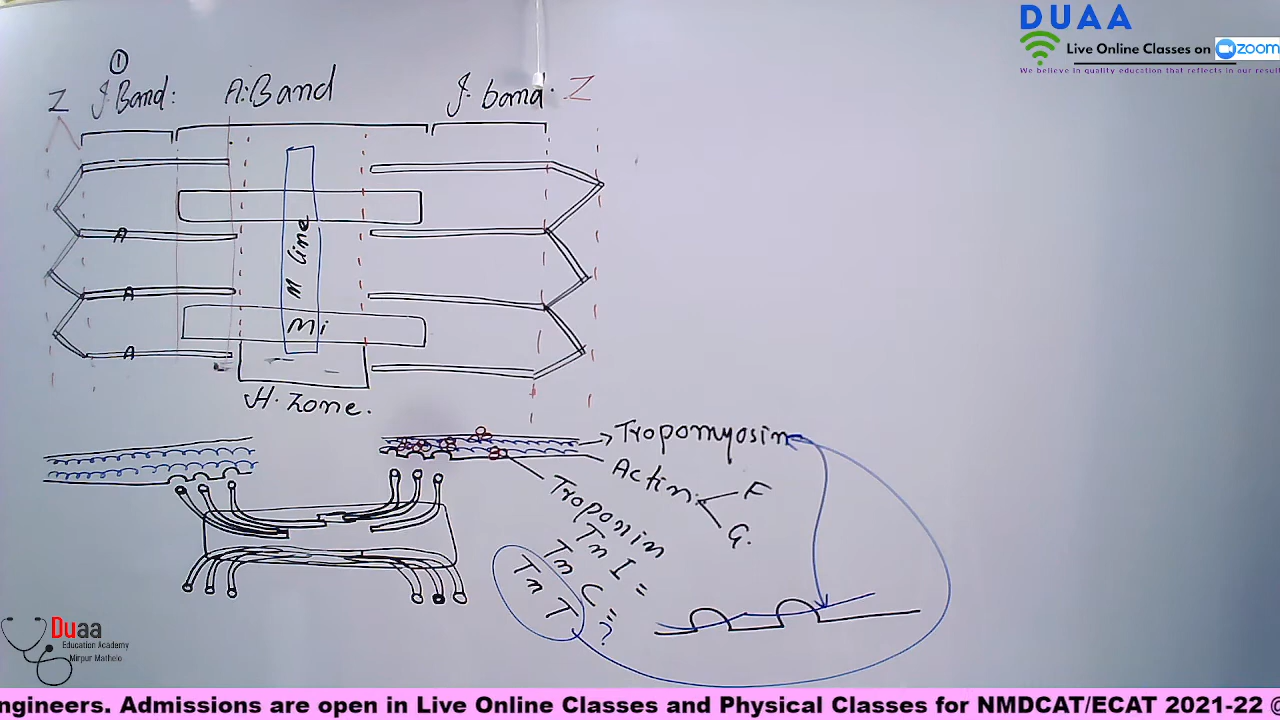 DUAA
Live Online Classes on zoom
We believe in quality education that reflects in our resul
①
Z I. Band: A. Band I. band. Z
A
A
A
M line
Mi
H. Zone.
Tropomyosin
Actin
F
G.
Troponin
Tn I =
Tn C =
Tn T ?
Duaa
Education Academy
Mirpur Mathelo
ngineers. Admissions are open in Live Online Classes and Physical Classes for NMDCAT/ECAT 2021-22